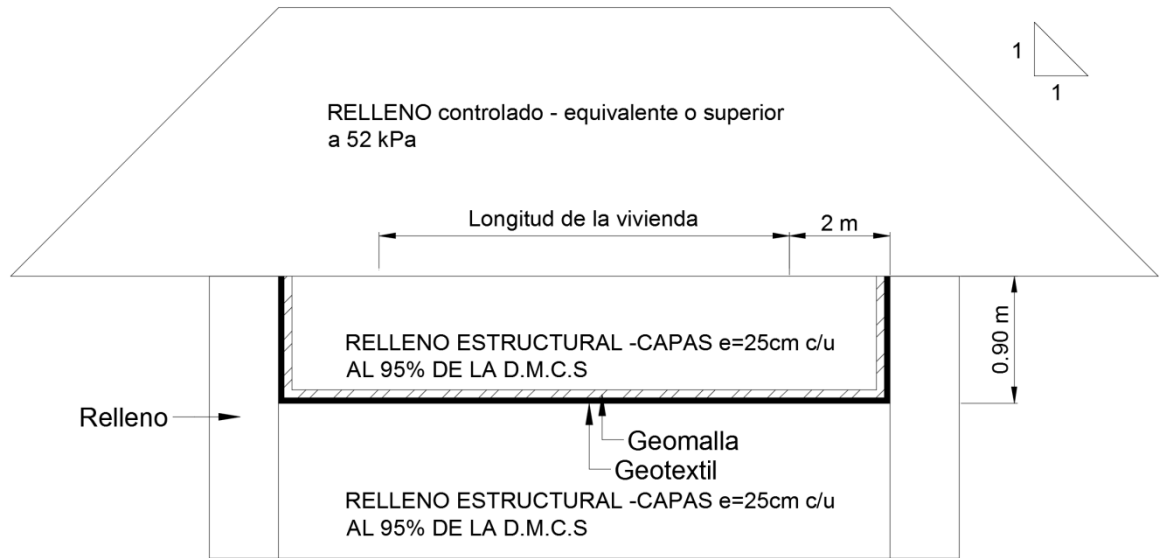 1
1
RELLENO controlado - equivalente o superior
a 52 kPa
Longitud de la vivienda
2 m
0.90 m
RELLENO ESTRUCTURAL -CAPAS e=25cm c/u
AL 95% DE LA D.M.C.S
Relleno
Geomalla
Geotextil
RELLENO ESTRUCTURAL -CAPAS e=25cm c/u
AL 95% DE LA D.M.C.S